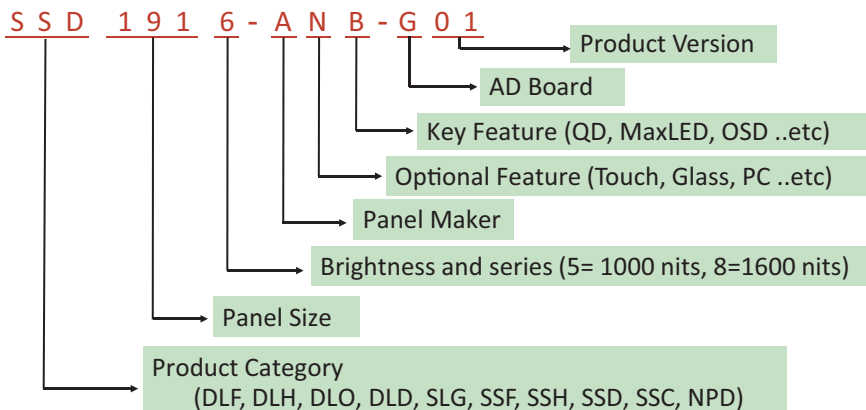 SSD 191 6-ANB-G01
Product Version
AD Board
Key Feature (QD, MaxLED, OSD ..etc)
Optional Feature (Touch, Glass, PC ..etc)
Panel Maker
Brightness and series (5= 1000 nits, 8=1600 nits)
Panel Size
Product Category
(DLF, DLH, DLO, DLD, SLG, SSF, SSH, SSD, SSC, NPD)